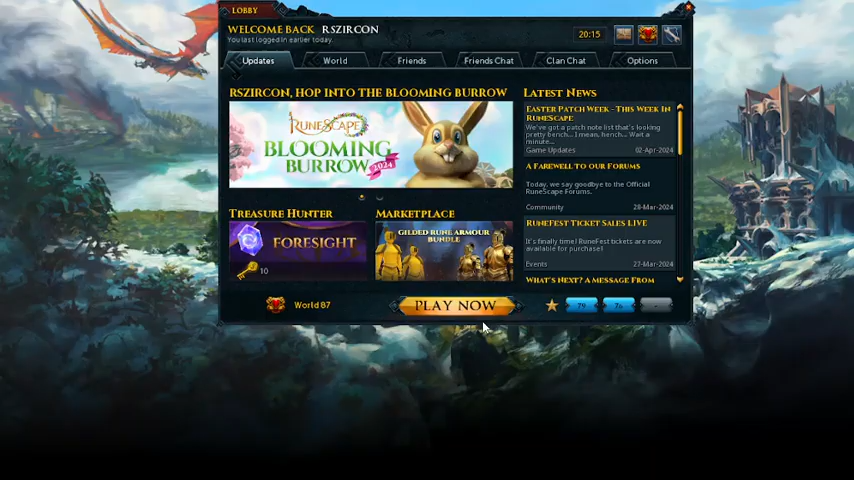 LOBBY
WELCOME BACK RSZIRCON
You last logged in earlier today.
20:15
Updates
World
Friends
Friends Chat
Clan Chat
Options
RSZIRCON, HOP INTO THE BLOOMING BURROW
RUNESCAPE
BLOOMING
BURROW 2024
LATEST NEWS
EASTER PATCH WEEK - THIS WEEK IN
RUNESCAPE
We've got a patch note list that's looking
pretty hench... I mean, hench... Wait a
minute...
Game Updates 02-Apr-2024
A FAREWELL TO OUR FORUMS
Today, we say goodbye to the Official
RuneScape Forums.
Community 28-Mar-2024
RUNEFEST TICKET SALES LIVE
It's finally time! RuneFest tickets are now
available for purchase!
Events 27-Mar-2024
WHAT'S NEXT? A MESSAGE FROM
TREASURE HUNTER
FORESIGHT
10
MARKETPLACE
GILDED RUNE ARMOUR
BUNDLE
World 87
PLAY NOW
79
76
-